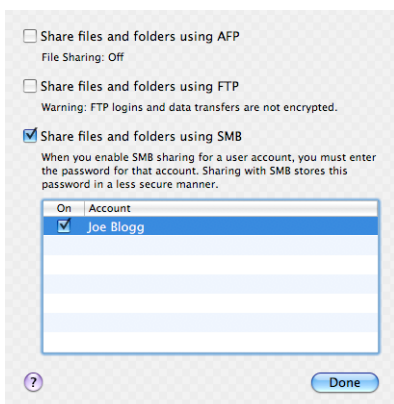 Share files and folders using AFP
File Sharing: Off
Share files and folders using FTP
Warning: FTP logins and data transfers are not encrypted.
Share files and folders using SMB
When you enable SMB sharing for a user account, you must enter
the password for that account. Sharing with SMB stores this
password in a less secure manner.
On Account
Joe Blogg
? Done